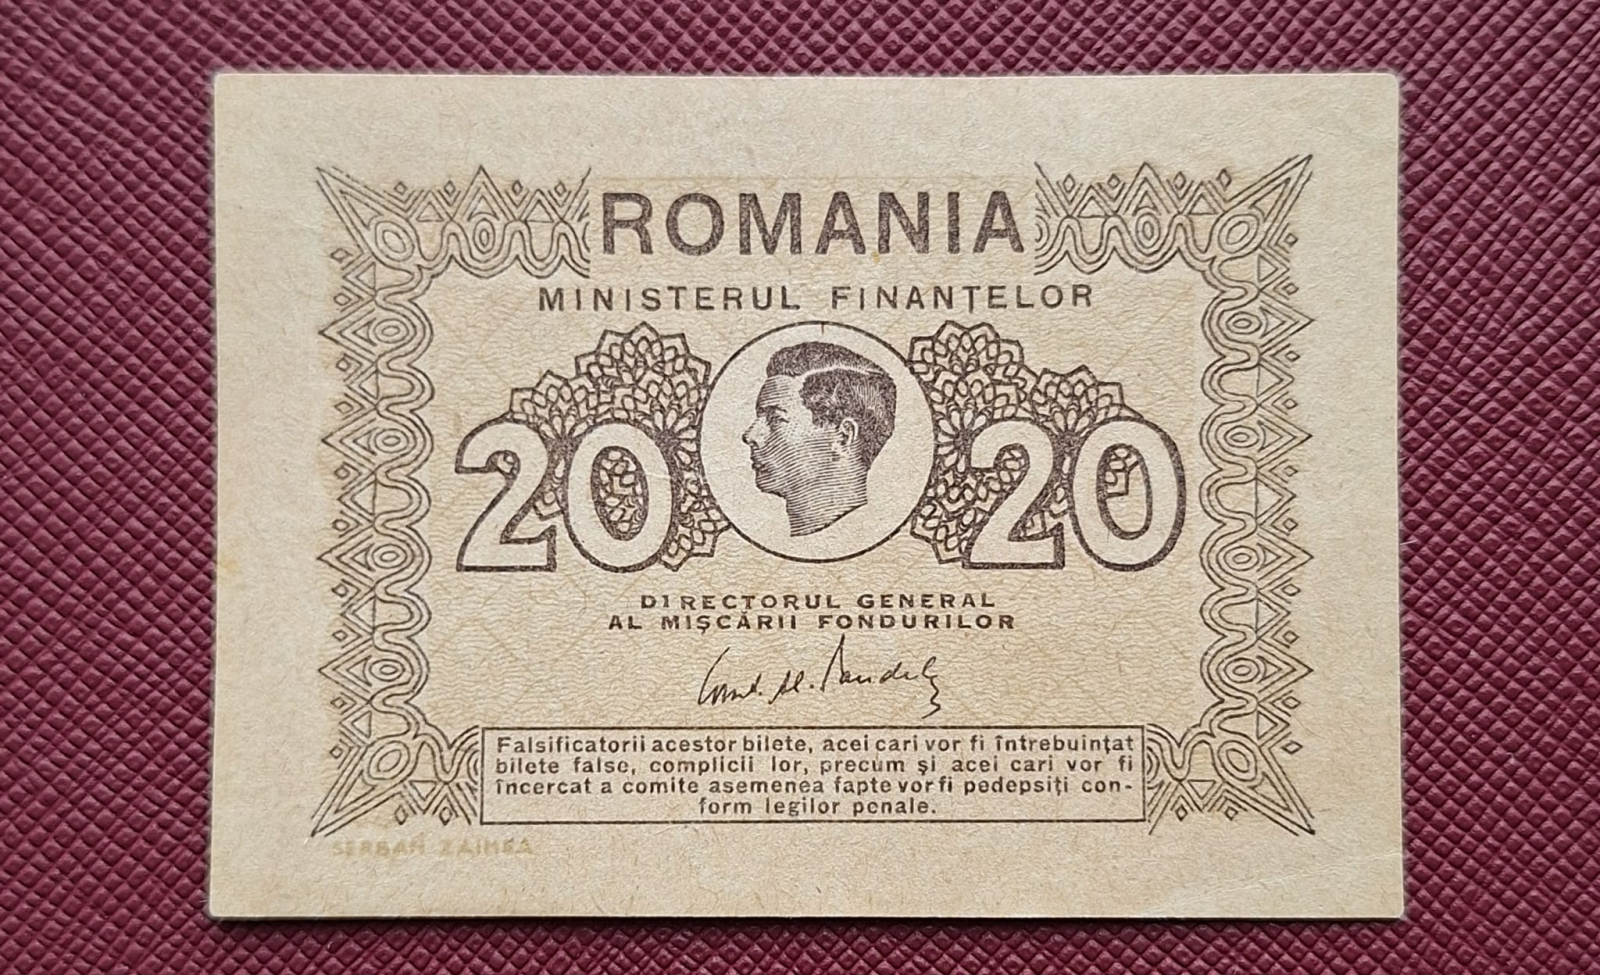 ROMANIA
MINISTERUL FINANȚELOR
20 20
DIRECTORUL GENERAL
AL MIȘCĂRII FONDURILOR
Falsificatorii acestor bilete, acei cari vor fi întrebuințat
bilete false, complicii lor, precum și acei cari vor fi
încercat a comite asemenea fapte vor fi pedepsiți con-
form legilor penale.
ȘERBAN ZAINEA